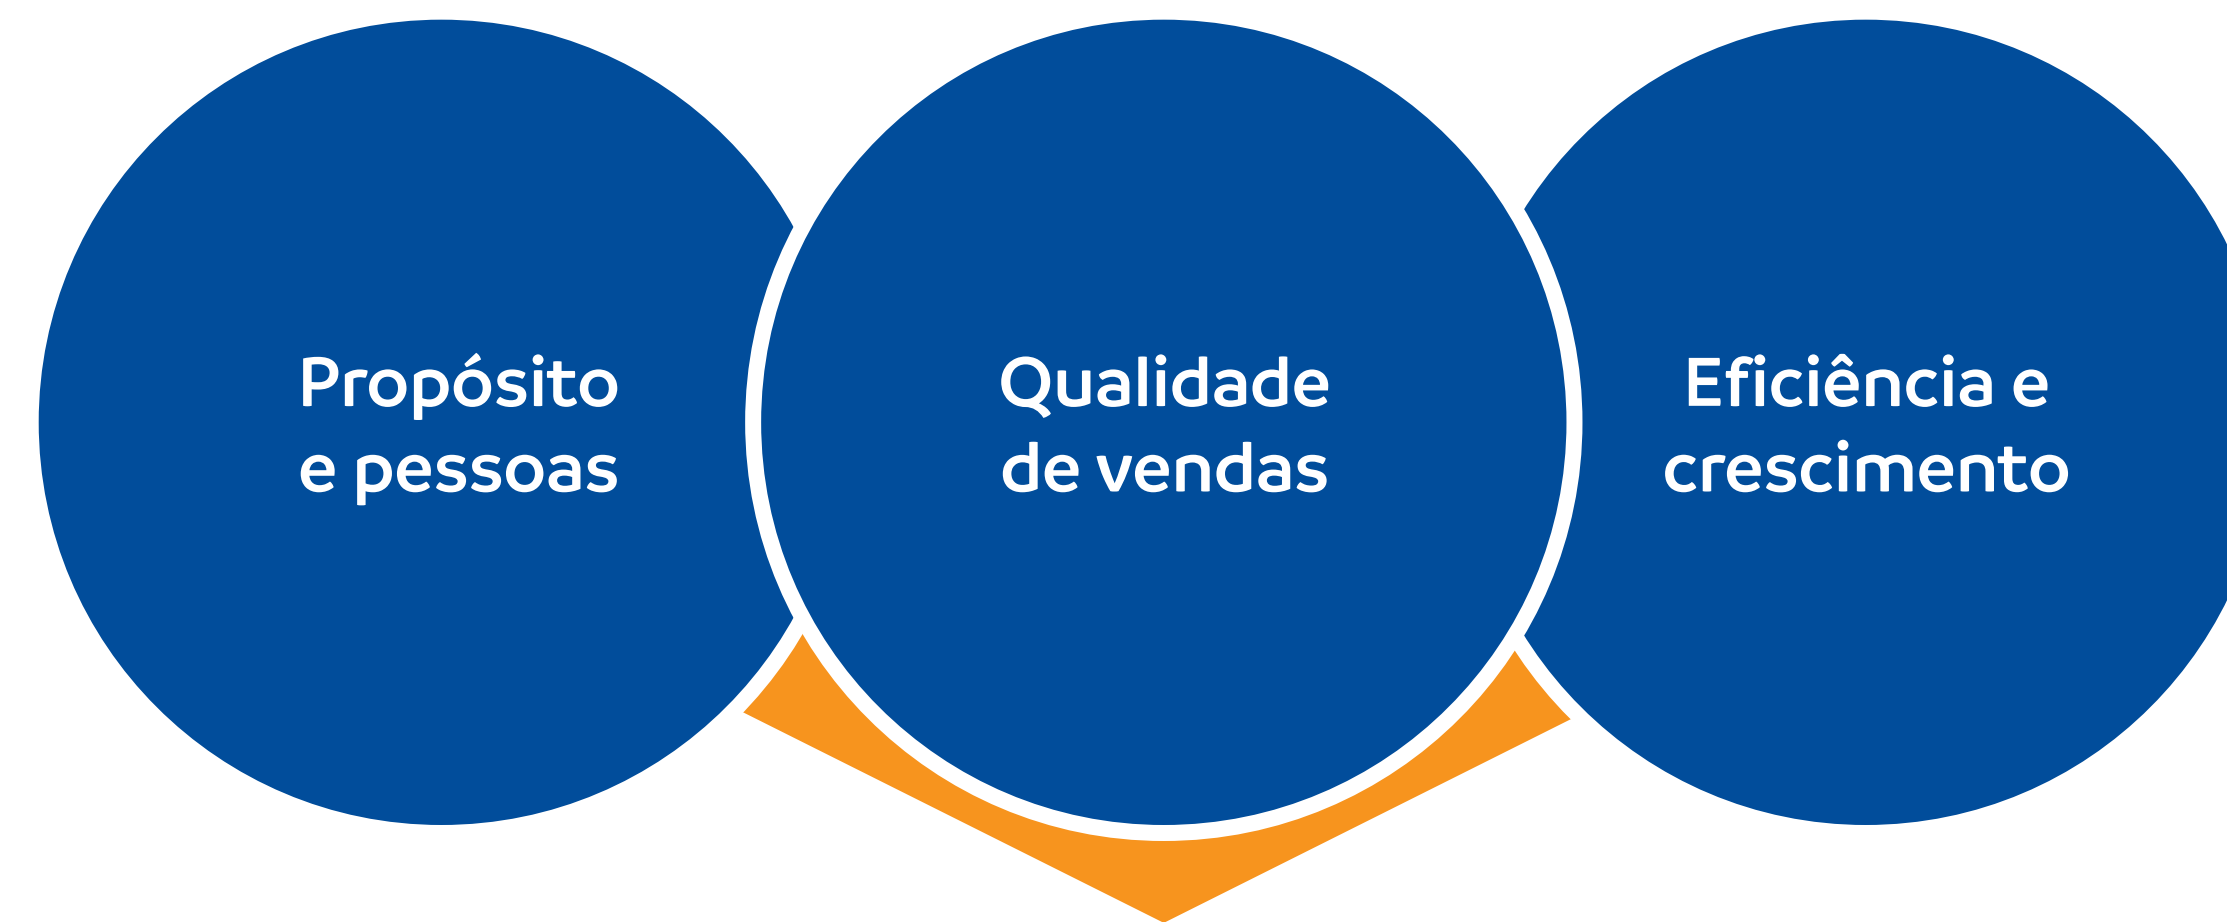 Propósito
e pessoas
Qualidade
de vendas
Eficiência e
crescimento